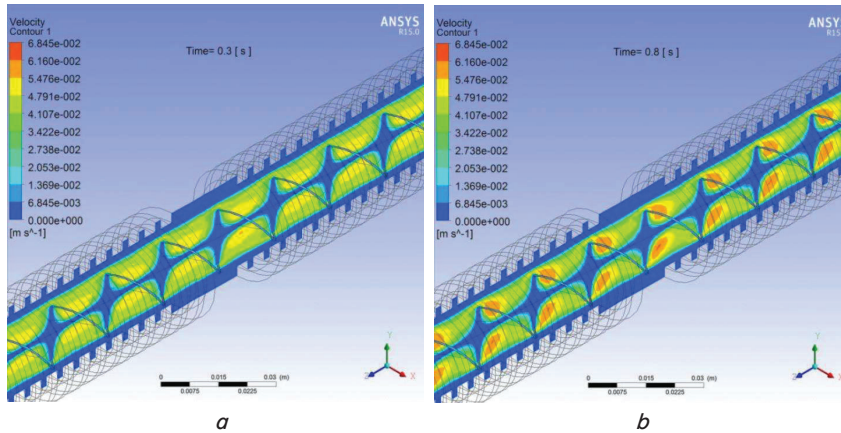 Velocity
Contour 1
6.845e-002
6.160e-002
5.476e-002
4.791e-002
4.107e-002
3.422e-002
2.738e-002
2.053e-002
1.369e-002
6.845e-003
0.000e+000
[m s^-1]
Time= 0.3 [ s ]
ANSYS
R15.0
0
0.015
0.03
(m)
0.0075
0.0225
Y
Z
X
a
Velocity
Contour 1
6.845e-002
6.160e-002
5.476e-002
4.791e-002
4.107e-002
3.422e-002
2.738e-002
2.053e-002
1.369e-002
6.845e-003
0.000e+000
[m s^-1]
Time= 0.8 [ s ]
ANSYS
R15.0
0
0.015
0.03
(m)
0.0075
0.0225
Y
Z
X
b